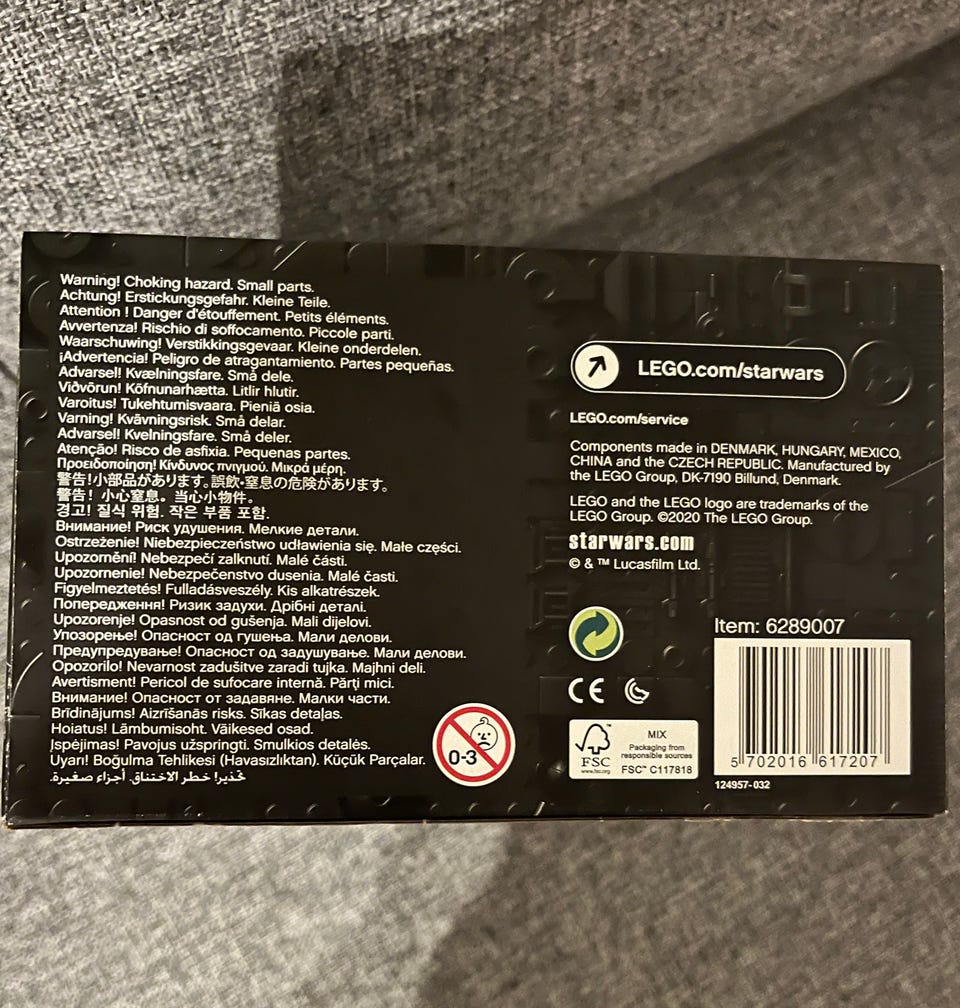 Warning! Choking hazard. Small parts.
Achtung! Erstickungsgefahr. Kleine Teile.
Attention ! Danger d'étouffement. Petits éléments.
Avvertenza! Rischio di soffocamento. Piccole parti.
Waarschuwing! Verstikkingsgevaar. Kleine onderdelen.
¡Advertencia! Peligro de atragantamiento. Partes pequeñas.
Advarsel! Kvælningsfare. Små dele.
Viðvörun! Köfnunarhætta. Litlir hlutir.
Varoitus! Tukehtumisvaara. Pieniä osia.
Varning! Kvävningsrisk. Små delar.
Advarsel! Kvelningsfare. Små deler.
Atenção! Risco de asfixia. Pequenas partes.
Προειδοποίηση! Κίνδυνος πνιγμού. Μικρά μέρη.
警告!小部品があります。誤飲・窒息の危険があります。
警告！小心窒息。当心小物件。
경고! 질식 위험. 작은 부품 포함.
Внимание! Риск удушения. Мелкие детали.
Ostrzeżenie! Niebezpieczeństwo udławienia się. Małe części.
Upozornění! Nebezpečí zalknutí. Malé části.
Upozornenie! Nebezpečenstvo dusenia. Malé časti.
Figyelmeztetés! Fulladásveszély. Kis alkatrészek.
Попередження! Ризик задухи. Дрібні деталі.
Upozorenje! Opasnost od gušenja. Mali dijelovi.
Упозорење! Опасност од гушења. Мали делови.
Предупредување! Опасност од задушување. Мали делови.
Opozorilo! Nevarnost zadušitve zaradi tujka. Majhni deli.
Avertisment! Pericol de sufocare internă. Părți mici.
Внимание! Опасност от задавяне. Малки части.
Brīdinājums! Aizrīšanās risks. Sīkas detaļas.
Hoiatus! Lämbumisoht. Väikesed osad.
Įspėjimas! Pavojus užspringti. Smulkios detalės.
Uyarı! Boğulma Tehlikesi (Havasızlıktan). Küçük Parçalar.
تحذير! خطر الاختناق. أجزاء صغيرة.
0-3
LEGO.com/starwars
LEGO.com/service
Components made in DENMARK, HUNGARY, MEXICO,
CHINA and the CZECH REPUBLIC. Manufactured by
the LEGO Group, DK-7190 Billund, Denmark.
LEGO and the LEGO logo are trademarks of the
LEGO Group. ©2020 The LEGO Group.
starwars.com
© & ™ Lucasfilm Ltd.
CE
FSC
www.fsc.org
MIX
Packaging from
responsible sources
FSC™ C117818
Item: 6289007
5 702016 617207
124957-032